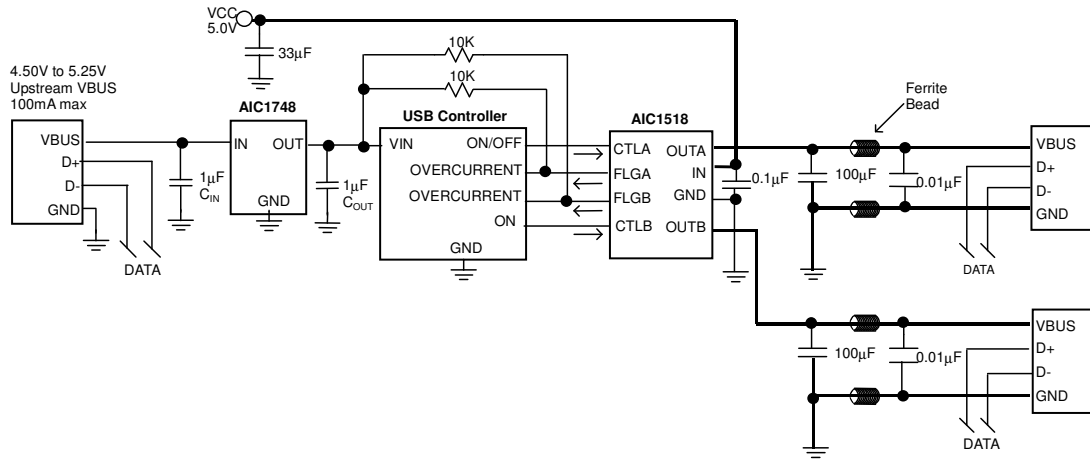 VCC
5.0V
33μF
10K
10K
4.50V to 5.25V
Upstream VBUS
100mA max
VBUS
D+
D-
GND
DATA
1μF
CIN
AIC1748
IN
OUT
GND
1μF
COUT
USB Controller
VIN
ON/OFF
OVERCURRENT
OVERCURRENT
ON
GND
AIC1518
CTLA
FLGA
FLGB
CTLB
OUTA
IN
GND
OUTB
0.1μF
Ferrite
Bead
100μF
0.01μF
VBUS
D+
D-
GND
DATA
100μF
0.01μF
VBUS
D+
D-
GND
DATA